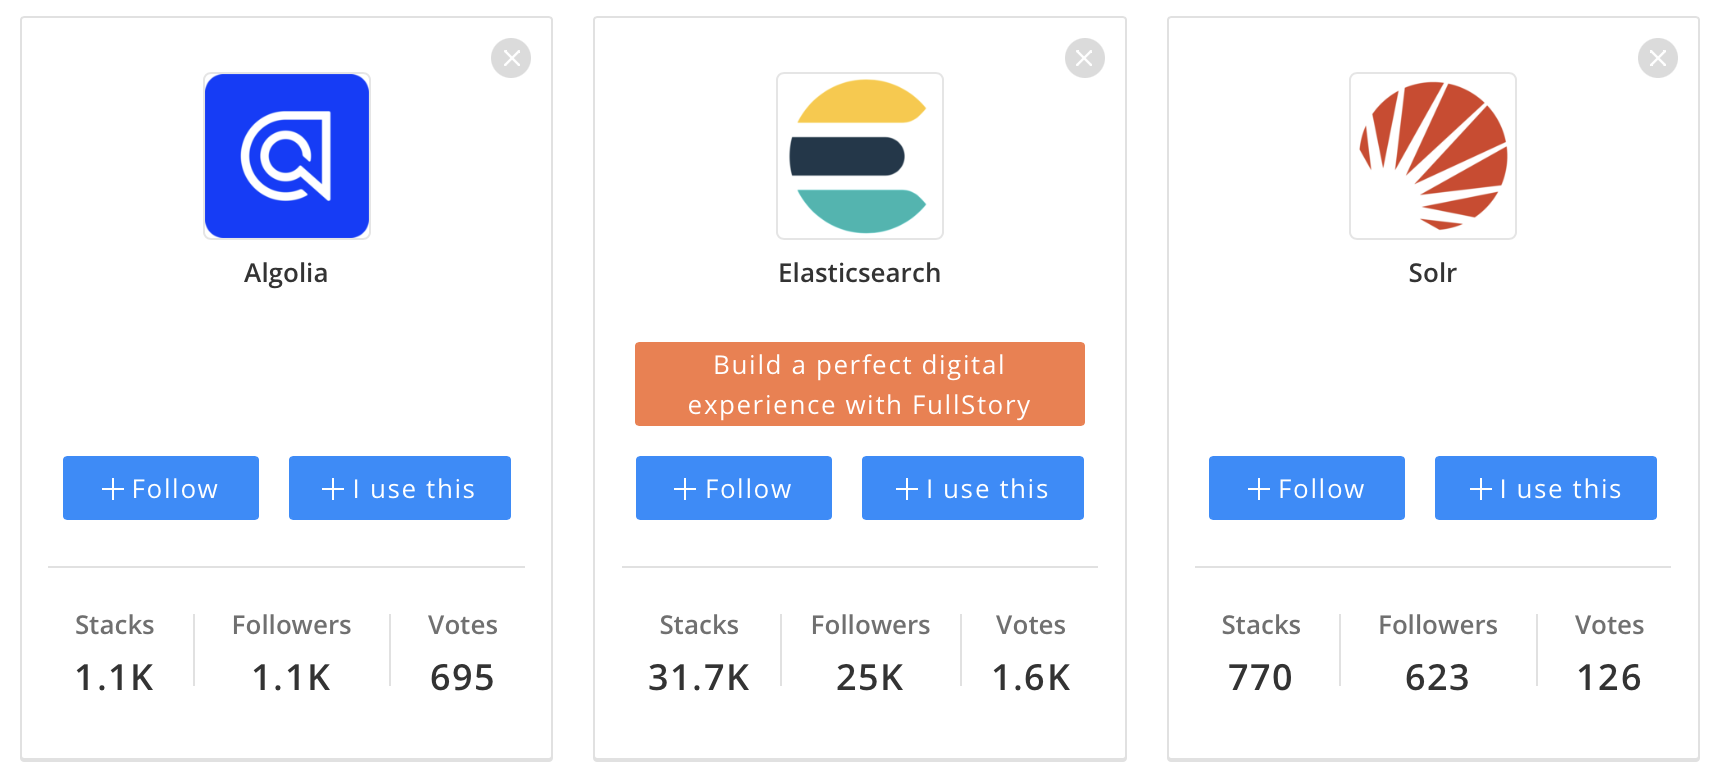 Algolia
+ Follow
+ I use this
Stacks
1.1K
Followers
1.1K
Votes
695
Elasticsearch
Build a perfect digital
experience with FullStory
+ Follow
+ I use this
Stacks
31.7K
Followers
25K
Votes
1.6K
Solr
+ Follow
+ I use this
Stacks
770
Followers
623
Votes
126